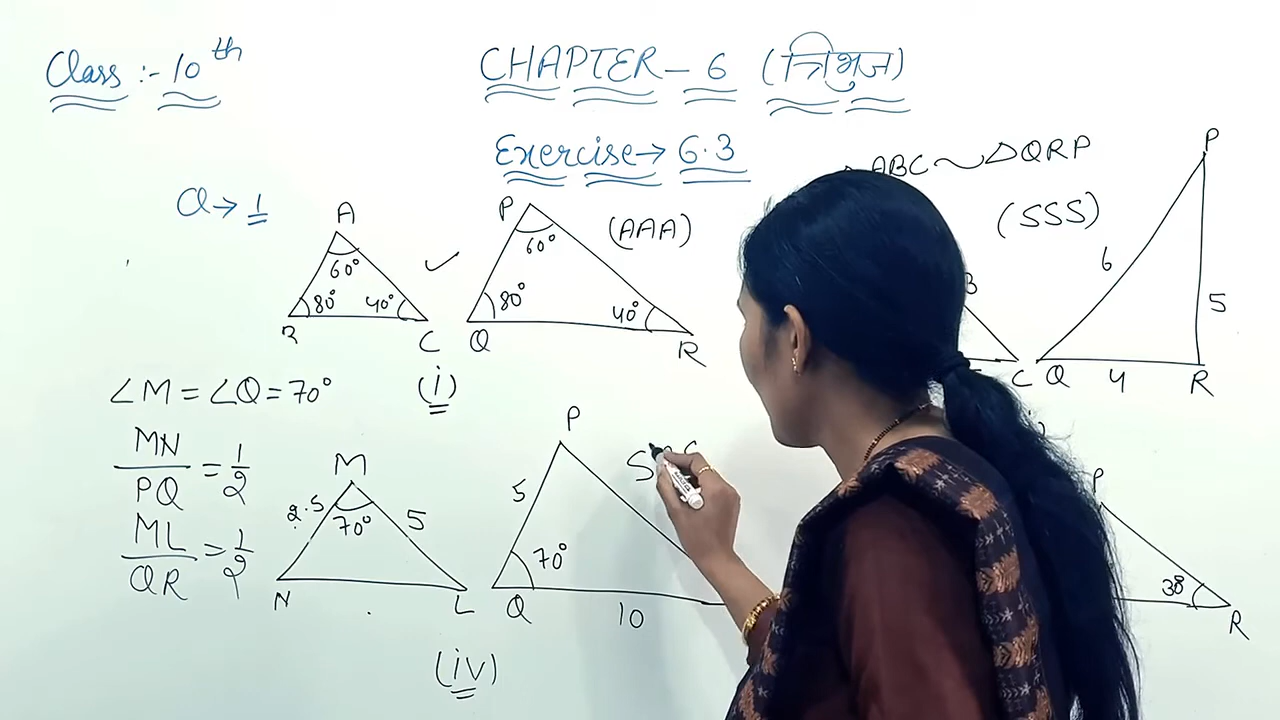 Class :- 10th
CHAPTER - 6 (त्रिभुज)
Exercise → 6.3
Q → 1
ABC ~ △QRP
(SSS)
(AAA)
A
60°
80° 40°
B C
P
60°
80° 40°
Q R
(i)
3
C
P
6
5
Q 4 R
∠M = ∠Q = 70°
MN/PQ = 1/2
ML/QR = 1/2
M
2.5 70° 5
N L
P
5
70°
Q 10
(iv)
P
38
R